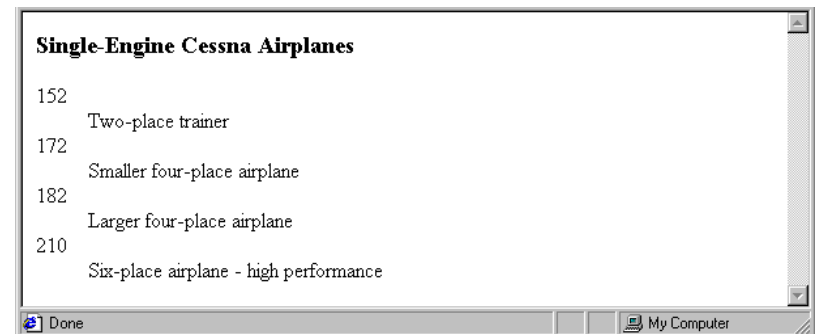 Single-Engine Cessna Airplanes
152
Two-place trainer
172
Smaller four-place airplane
182
Larger four-place airplane
210
Six-place airplane - high performance
Done
My Computer